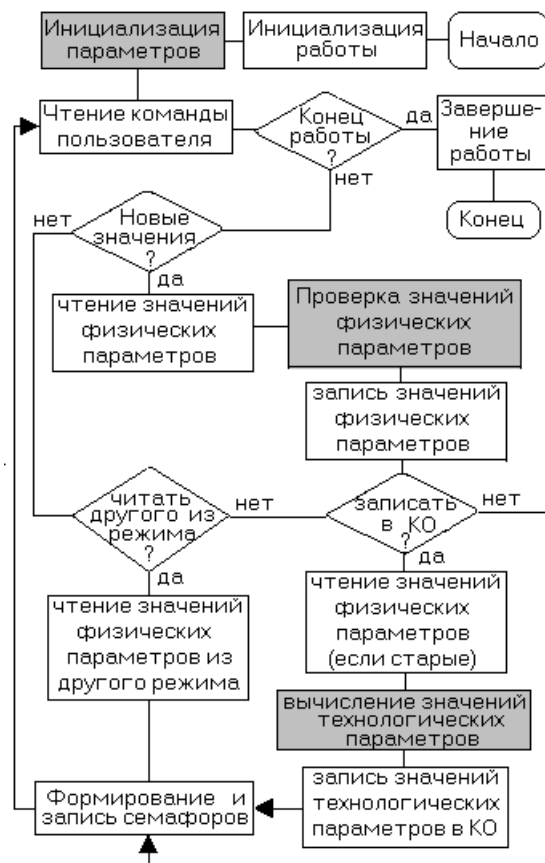 Инициализация
параметров
Инициализация
работы
Начало
Чтение команды
пользователя
Конец
работы
?
да
нет
Заверше-
ние
работы
Конец
нет
Новые
значения
?
да
чтение значений
физических
параметров
Проверка значений
физических
параметров
запись значений
физических
параметров
читать
другого из
режима
?
нет
да
записать
в КО
?
нет
да
чтение значений
физических
параметров из
другого режима
чтение значений
физических
параметров
(если старые)
вычисление значений
технологических
параметров
Формирование и
запись семафоров
запись значений
технологических
параметров в КО